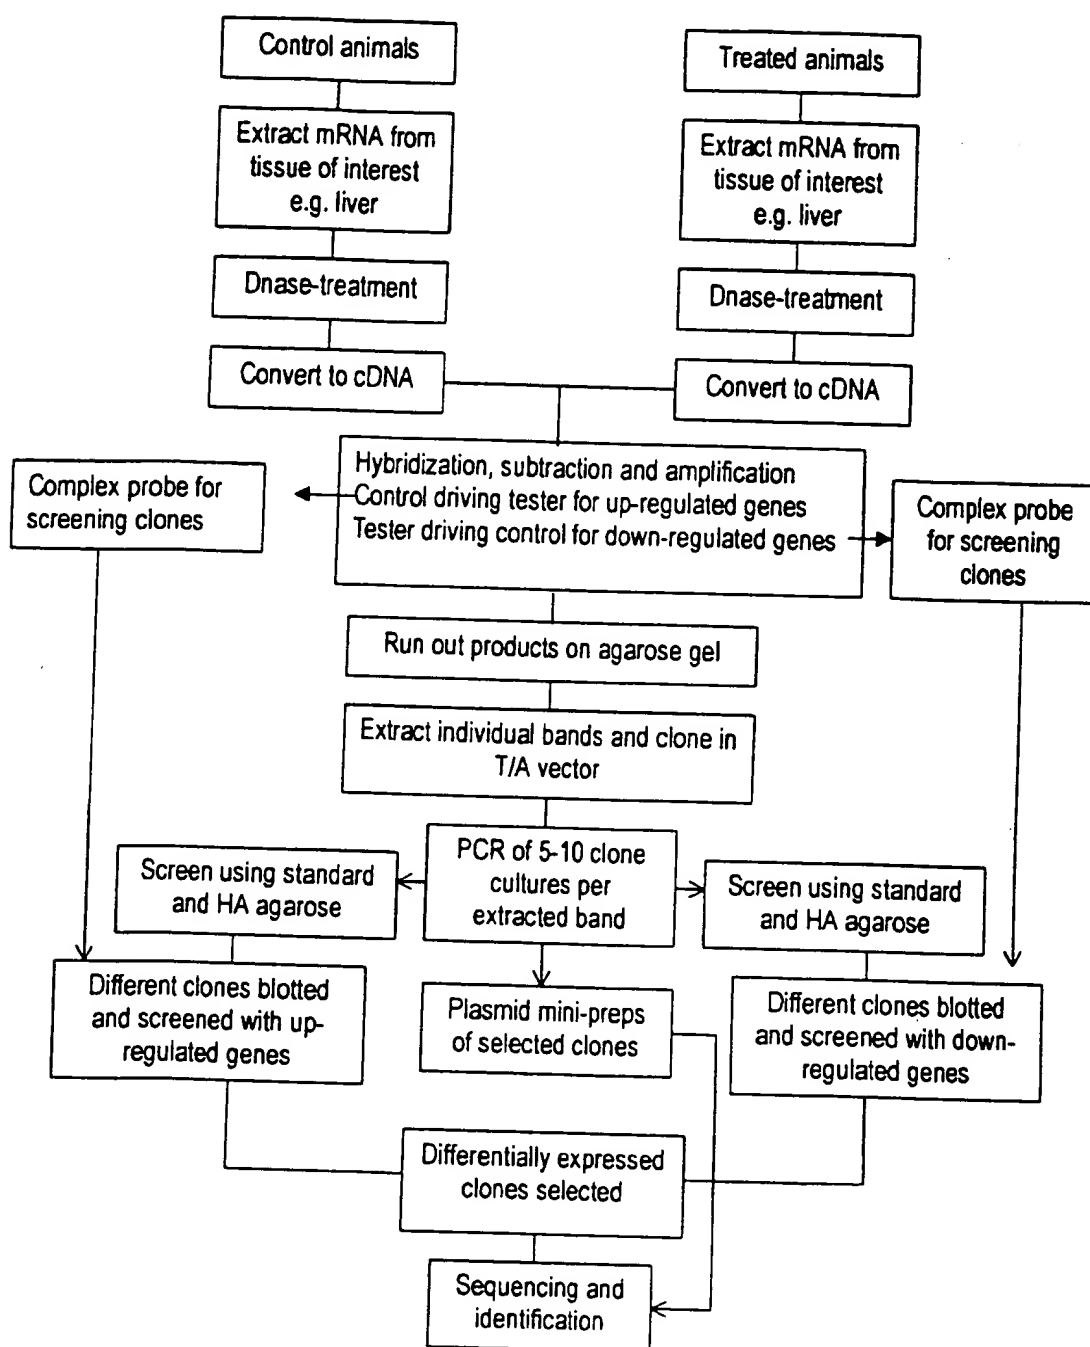 Control animals
Treated animals
Extract mRNA from
tissue of interest
e.g. liver
Extract mRNA from
tissue of interest
e.g. liver
Dnase-treatment
Dnase-treatment
Convert to cDNA
Convert to cDNA
Hybridization, subtraction and amplification
Control driving tester for up-regulated genes
Tester driving control for down-regulated genes
Complex probe for
screening clones
Complex probe
for screening
clones
Run out products on agarose gel
Extract individual bands and clone in
T/A vector
PCR of 5-10 clone
cultures per
extracted band
Screen using standard
and HA agarose
Screen using standard
and HA agarose
Different clones blotted
and screened with up-
regulated genes
Plasmid mini-preps
of selected clones
Different clones blotted
and screened with down-
regulated genes
Differentially expressed
clones selected
Sequencing and
identification